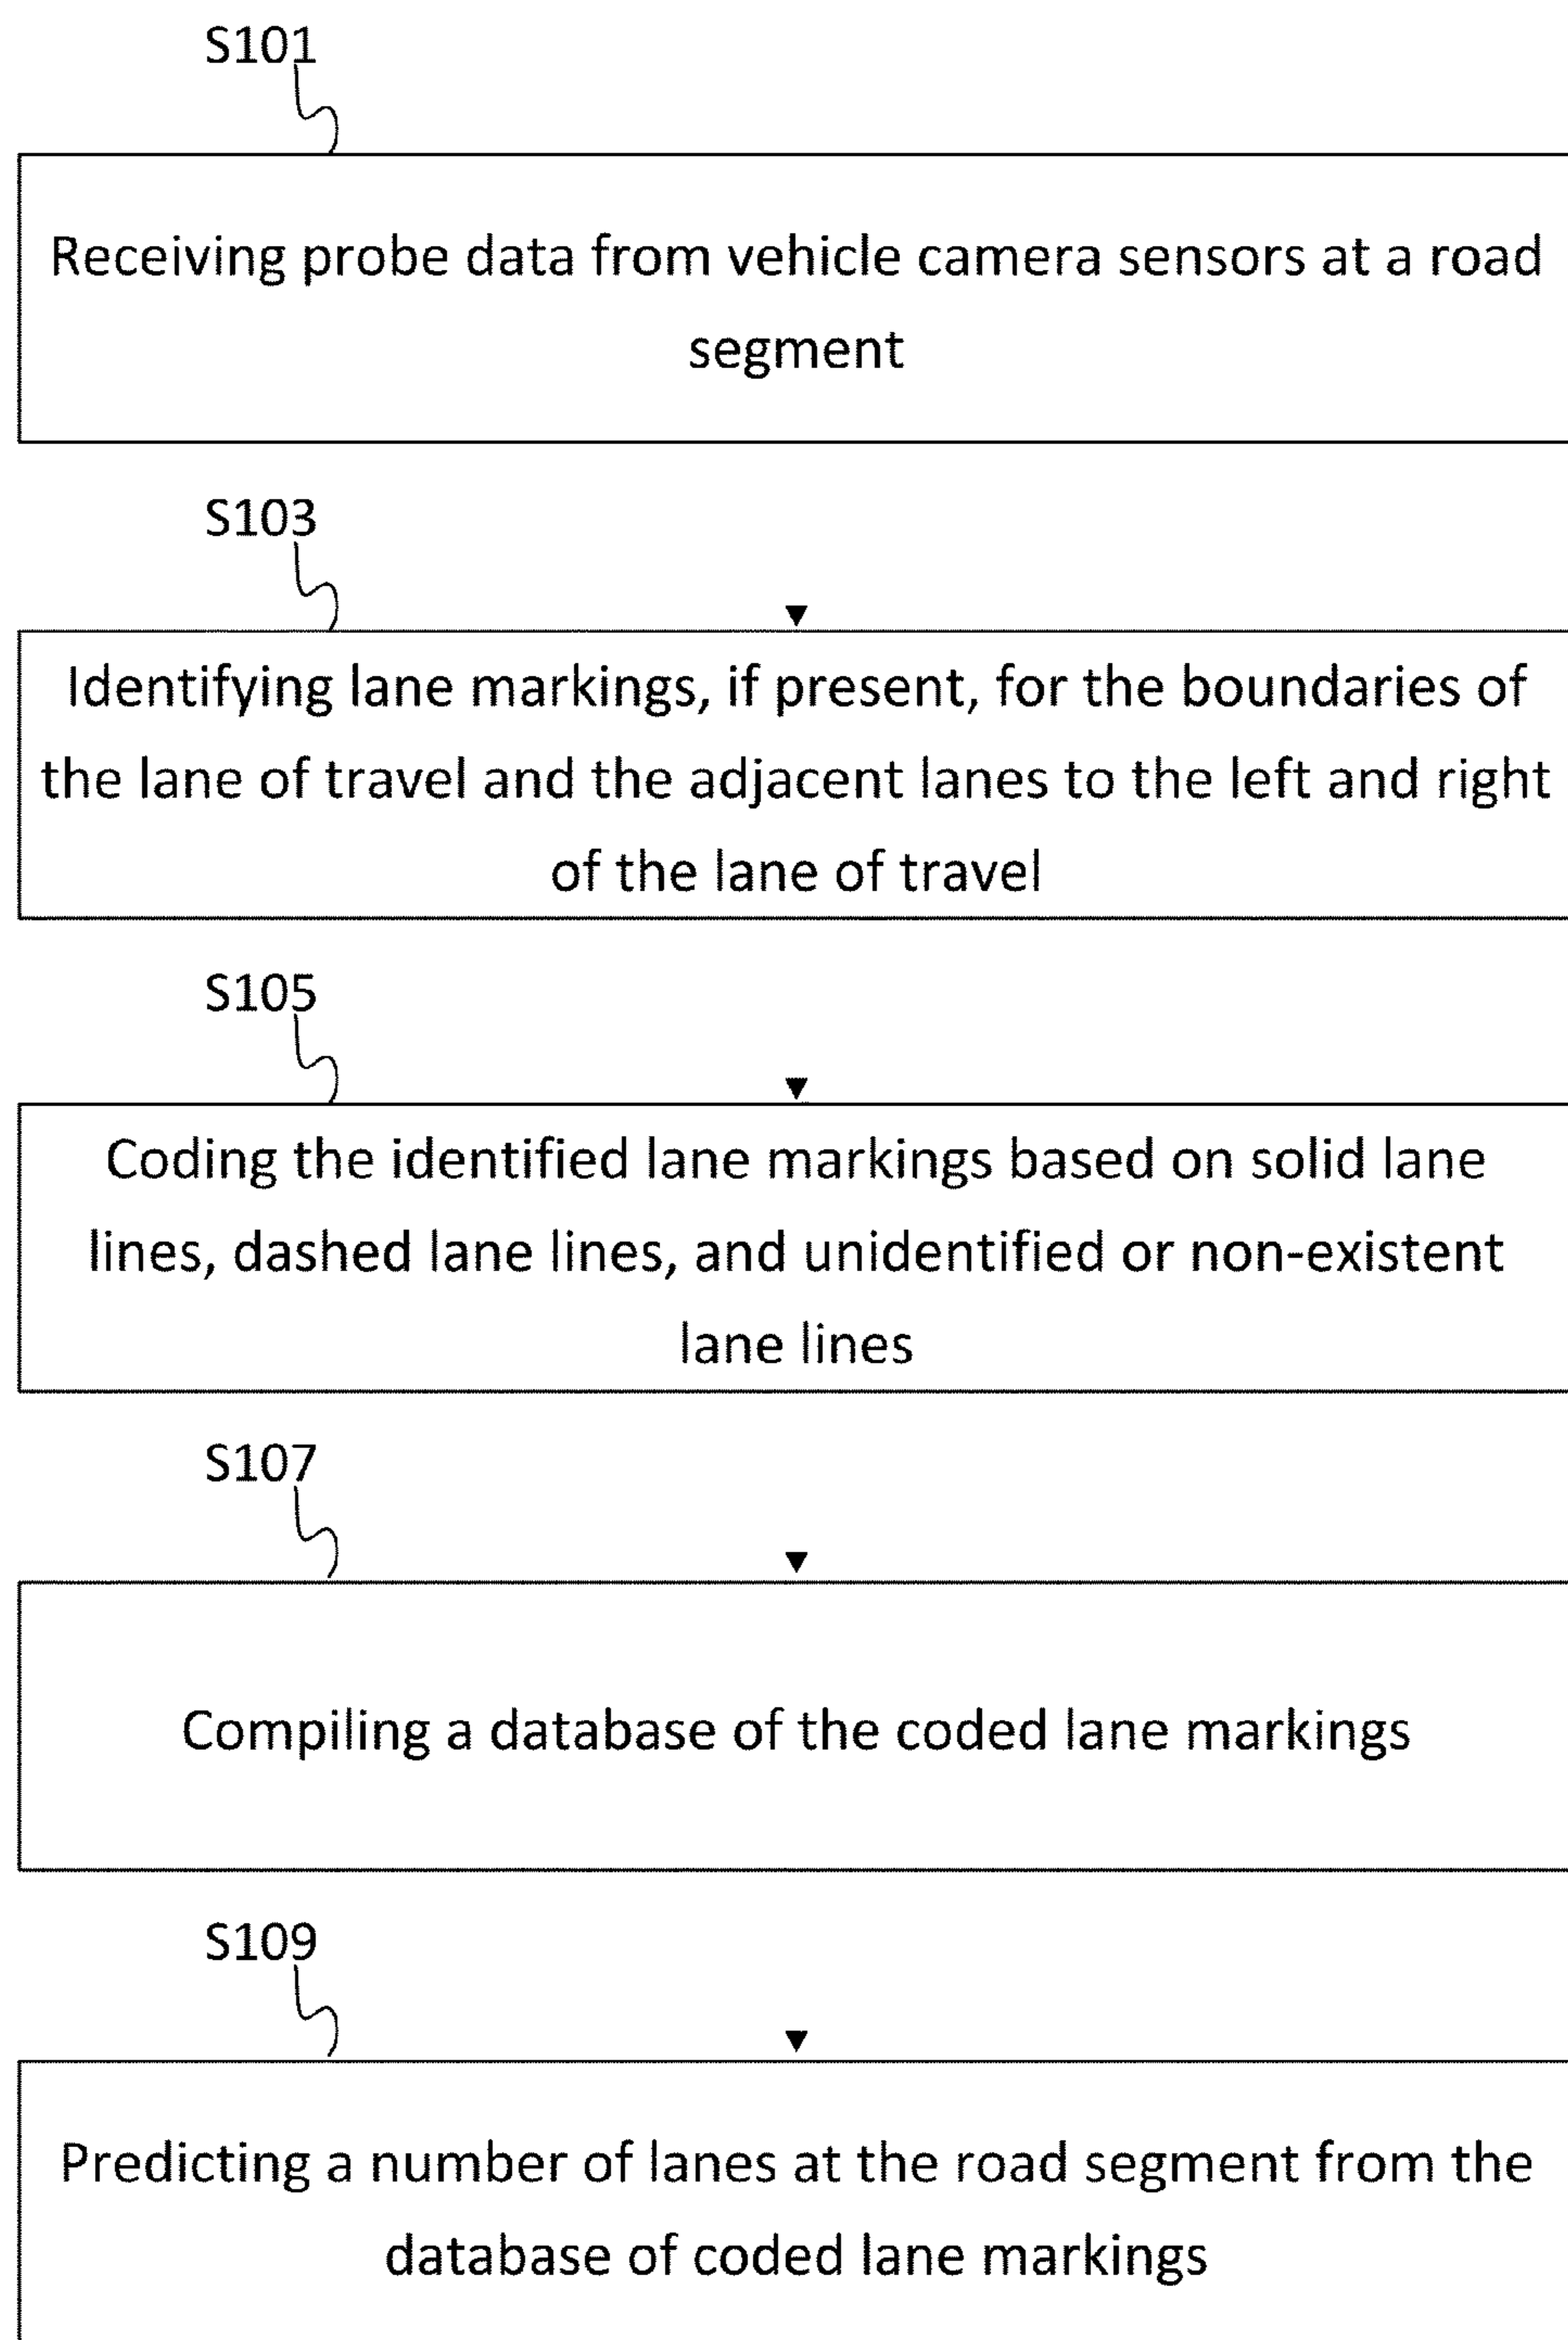 S101
Receiving probe data from vehicle camera sensors at a road
segment
S103
Identifying lane markings, if present, for the boundaries of
the lane of travel and the adjacent lanes to the left and right
of the lane of travel
S105
Coding the identified lane markings based on solid lane
lines, dashed lane lines, and unidentified or non-existent
lane lines
S107
Compiling a database of the coded lane markings
S109
Predicting a number of lanes at the road segment from the
database of coded lane markings